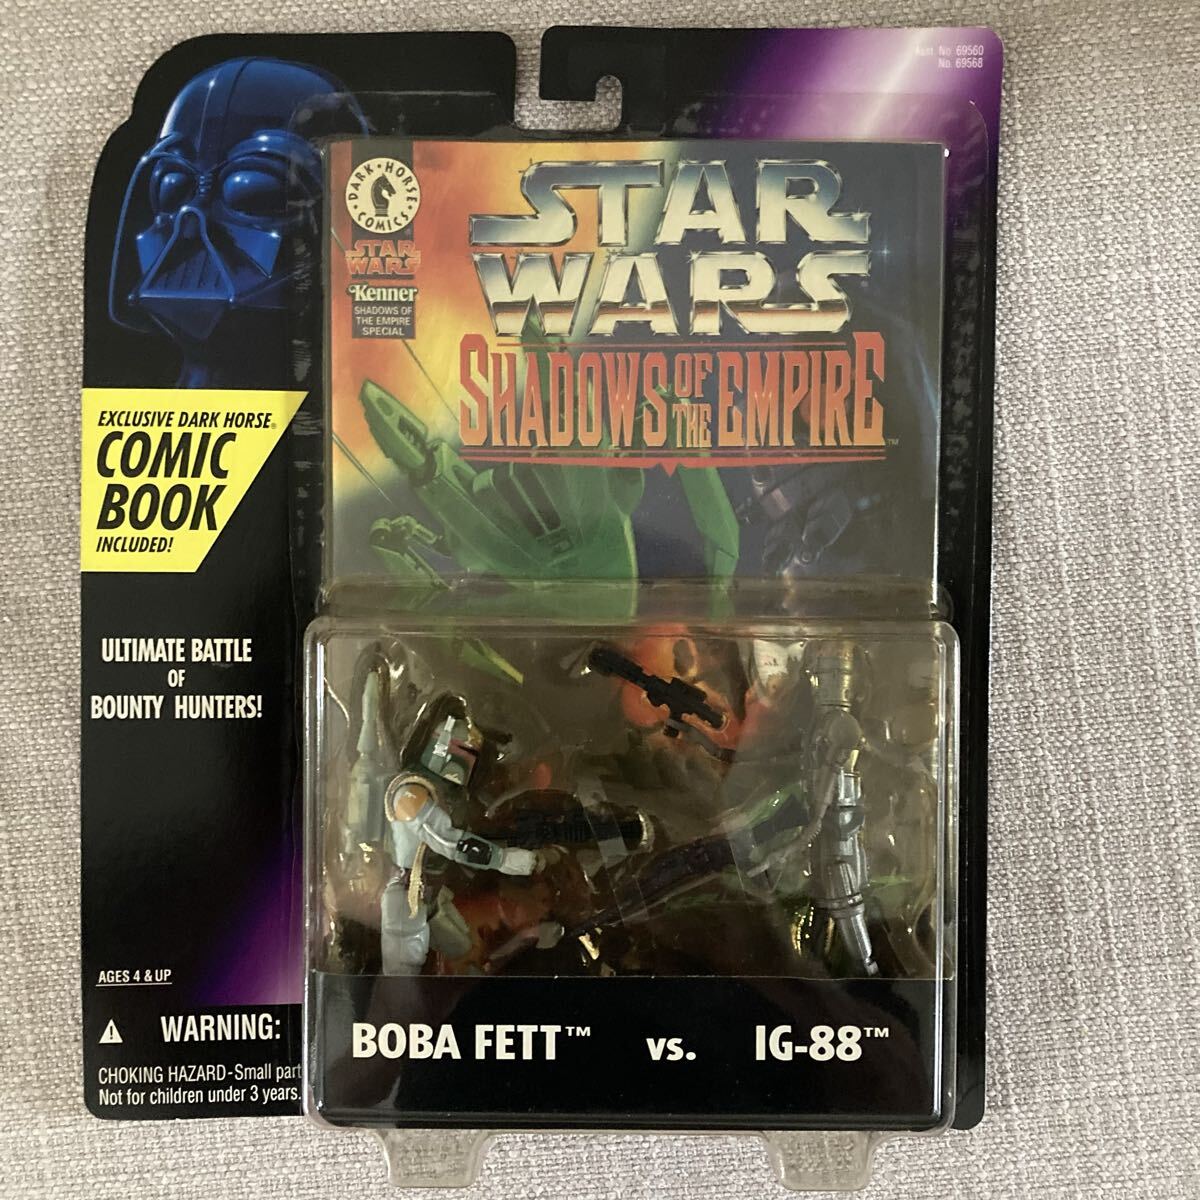 Asst. No. 69560
No. 69568
DARK • HORSE
• COMICS •
STAR
WARS
Kenner
SHADOWS OF
THE EMPIRE
SPECIAL
STAR
WARS
SHADOWS OF THE EMPIRE™
EXCLUSIVE DARK HORSE®
COMIC
BOOK
INCLUDED!
ULTIMATE BATTLE
OF
BOUNTY HUNTERS!
AGES 4 & UP
WARNING:
CHOKING HAZARD-Small part
Not for children under 3 years.
BOBA FETT™ vs. IG-88™